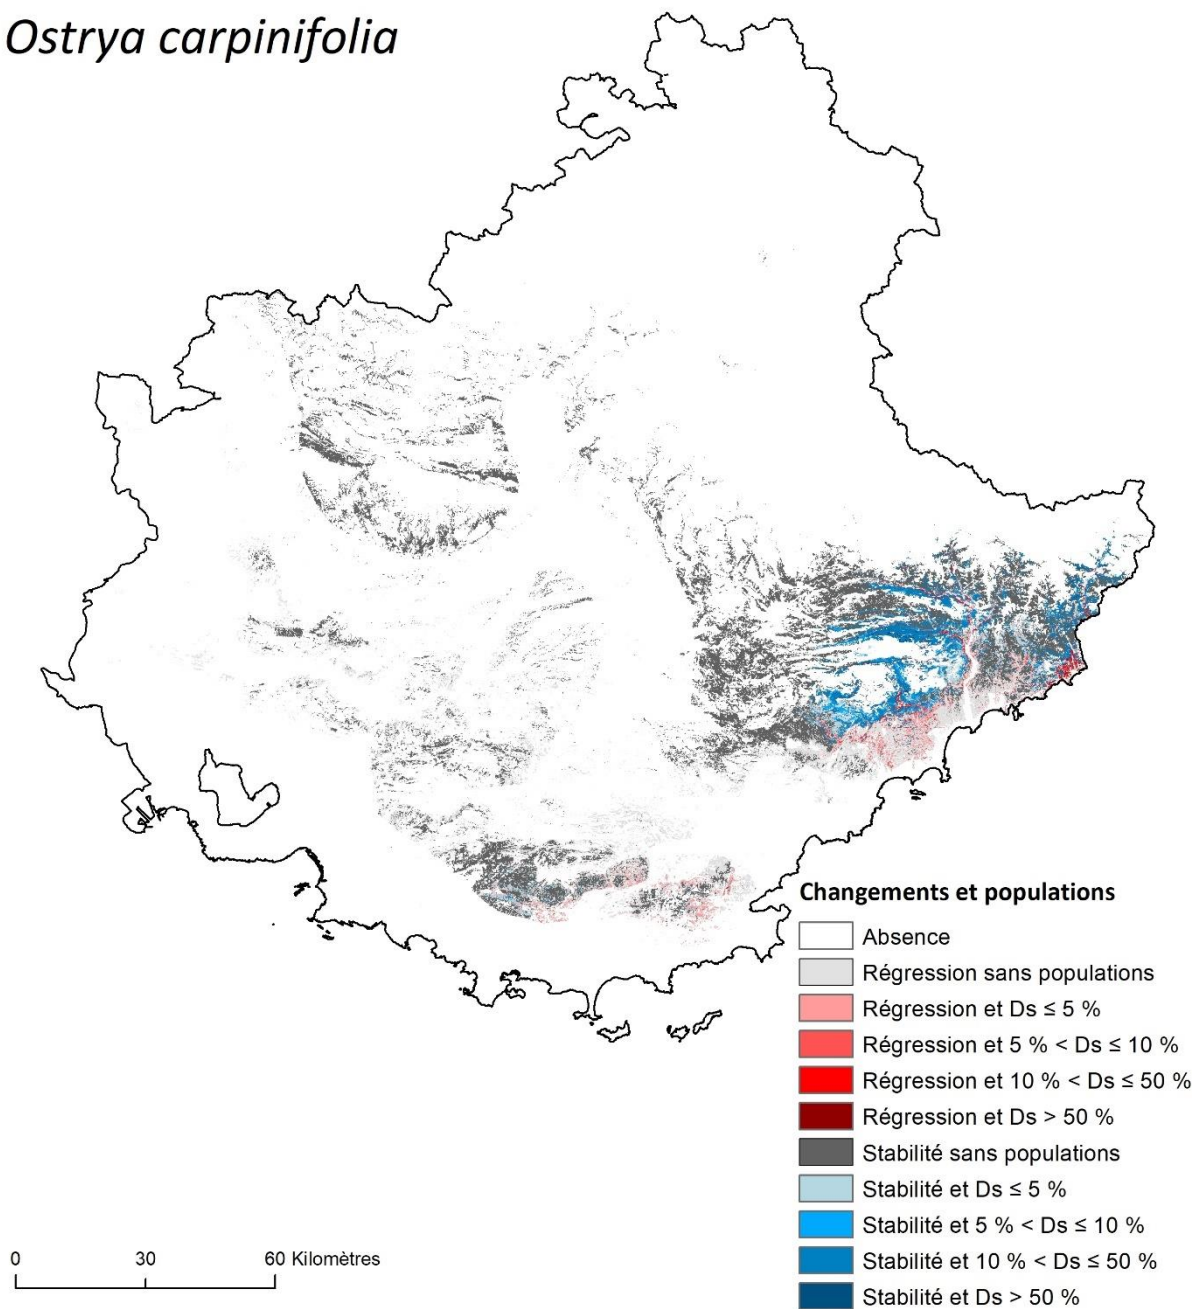 Ostrya carpinifolia
Changements et populations
Absence
Régression sans populations
Régression et Ds ≤ 5 %
Régression et 5 % < Ds ≤ 10 %
Régression et 10 % < Ds ≤ 50 %
Régression et Ds > 50 %
Stabilité sans populations
Stabilité et Ds ≤ 5 %
Stabilité et 5 % < Ds ≤ 10 %
Stabilité et 10 % < Ds ≤ 50 %
Stabilité et Ds > 50 %
0 30 60 Kilomètres